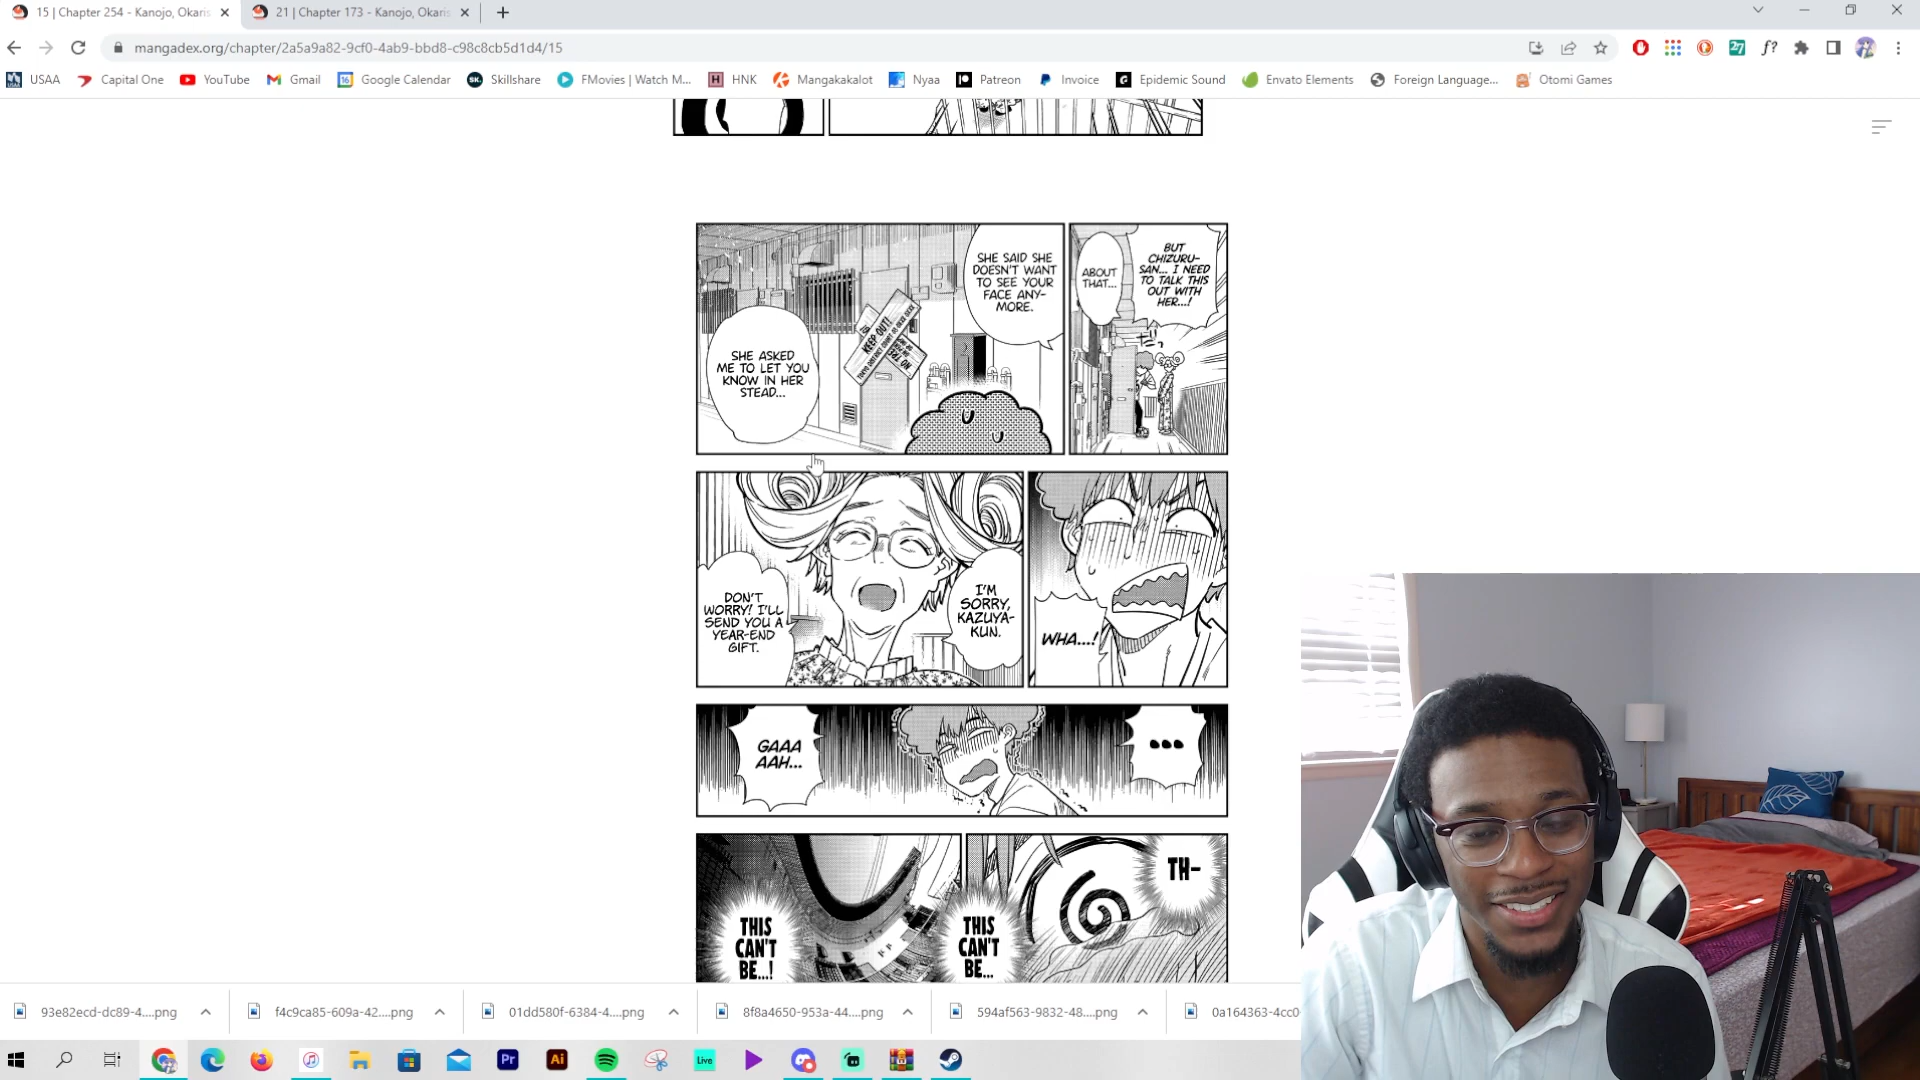 15 | Chapter 254 - Kanojo, Okaris
21 | Chapter 173 - Kanojo, Okaris
mangadex.org/chapter/2a5a9a82-9cf0-4ab9-bbd8-c98c8cb5d1d4/15
USAA
Capital One
YouTube
Gmail
Google Calendar
Skillshare
FMovies | Watch M...
HNK
Mangakakalot
Nyaa
Patreon
Invoice
Epidemic Sound
Envato Elements
Foreign Language...
Otomi Games
BUT
CHIZURU-
SAN... I NEED
TO TALK THIS
OUT WITH
HER...!
ABOUT
THAT...
SHE SAID SHE
DOESN'T WANT
TO SEE YOUR
FACE ANY-
MORE.
KEEP OUT!
SHE ASKED
ME TO LET YOU
KNOW IN HER
STEAD...
WHA...!
I'M
SORRY,
KAZUYA-
KUN.
DON'T
WORRY! I'LL
SEND YOU A
YEAR-END
GIFT.
...
GAAA
AAH...
TH-
THIS
CAN'T
BE...
THIS
CAN'T
BE...!
93e82ecd-dc89-4....png
f4c9ca85-609a-42....png
01dd580f-6384-4....png
8f8a4650-953a-44....png
594af563-9832-48....png
0a164363-4cc0
Pr
Ai
Live